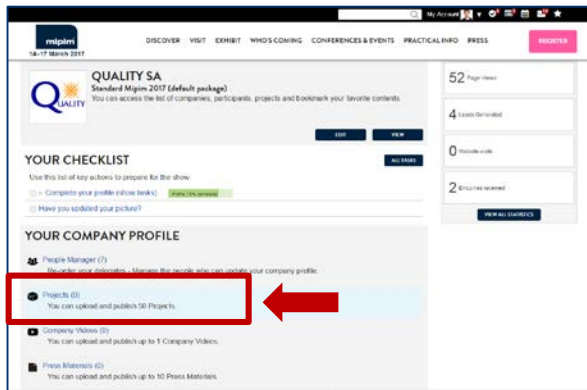 My Account
mipim
14-17 March 2017
DISCOVER VISIT EXHIBIT WHO'S COMING CONFERENCES & EVENTS PRACTICAL INFO PRESS
REGISTER
QUALITY
QUALITY SA
Standard Mipim 2017 (default package)
You can access the list of companies, participants, projects and bookmark your favorite contents.
EDIT VIEW
52 Page Views
4 Leads Generated
0 Website visits
2 Enquiries received
VIEW ALL STATISTICS
YOUR CHECKLIST
ALL TASKS
Use this list of key actions to prepare for the show.
Complete your profile (show tasks)
Have you updated your picture?
YOUR COMPANY PROFILE
People Manager (7)
Re-order your delegates - Manage the people who can update your company profile.
Projects (0)
You can upload and publish 50 Projects.
Company Videos (0)
You can upload and publish up to 1 Company Videos.
Press Materials (0)
You can upload and publish up to 10 Press Materials.